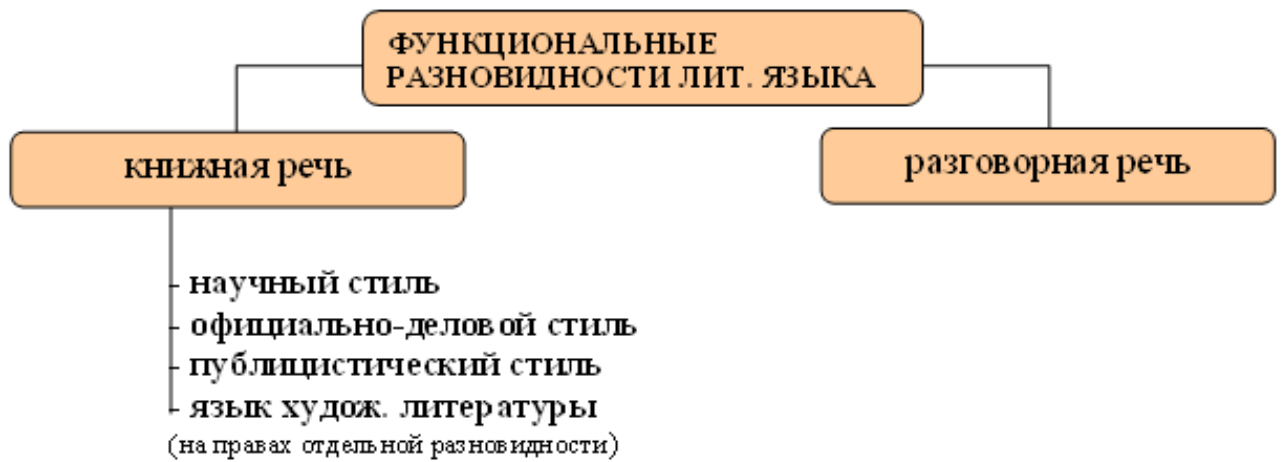 ФУНКЦИОНАЛЬНЫЕ
РАЗНОВИДНОСТИ ЛИТ. ЯЗЫКА
книжная речь
разговорная речь
- научный стиль
- официально-деловой стиль
- публицистический стиль
- язык худож. литературы
(на правах отдельной разновидности)